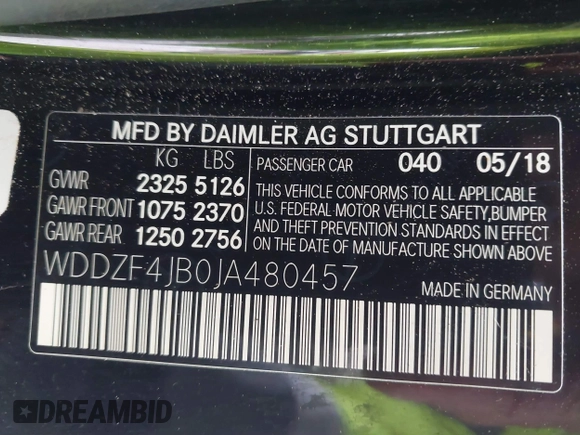 MFD BY DAIMLER AG STUTTGART
KG LBS PASSENGER CAR 040 05/18
GVWR 2325 5126
GAWR FRONT 1075 2370
GAWR REAR 1250 2756
THIS VEHICLE CONFORMS TO ALL APPLICABLE
U.S. FEDERAL MOTOR VEHICLE SAFETY,BUMPER
AND THEFT PREVENTION STANDARDS IN EFFECT
ON THE DATE OF MANUFACTURE SHOWN ABOVE
WDDZF4JB0JA480457
MADE IN GERMANY
DREAMBID